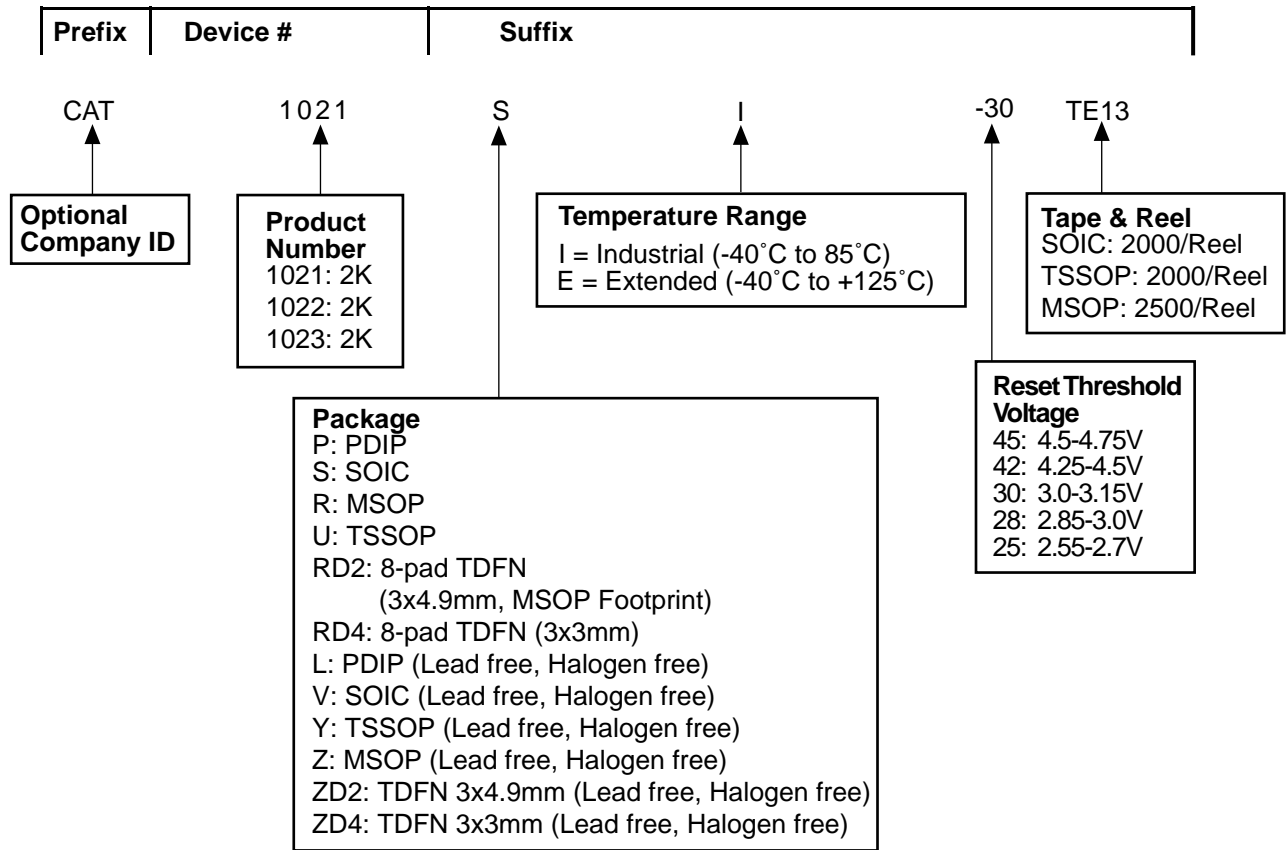 Prefix Device # Suffix
CAT 1021 S I -30 TE13
Optional
Company ID
Product
Number
1021: 2K
1022: 2K
1023: 2K
Temperature Range
I = Industrial (-40˚C to 85˚C)
E = Extended (-40˚C to +125˚C)
Tape & Reel
SOIC: 2000/Reel
TSSOP: 2000/Reel
MSOP: 2500/Reel
Package
P: PDIP
S: SOIC
R: MSOP
U: TSSOP
RD2: 8-pad TDFN
(3x4.9mm, MSOP Footprint)
RD4: 8-pad TDFN (3x3mm)
L: PDIP (Lead free, Halogen free)
V: SOIC (Lead free, Halogen free)
Y: TSSOP (Lead free, Halogen free)
Z: MSOP (Lead free, Halogen free)
ZD2: TDFN 3x4.9mm (Lead free, Halogen free)
ZD4: TDFN 3x3mm (Lead free, Halogen free)
Reset Threshold
Voltage
45: 4.5-4.75V
42: 4.25-4.5V
30: 3.0-3.15V
28: 2.85-3.0V
25: 2.55-2.7V